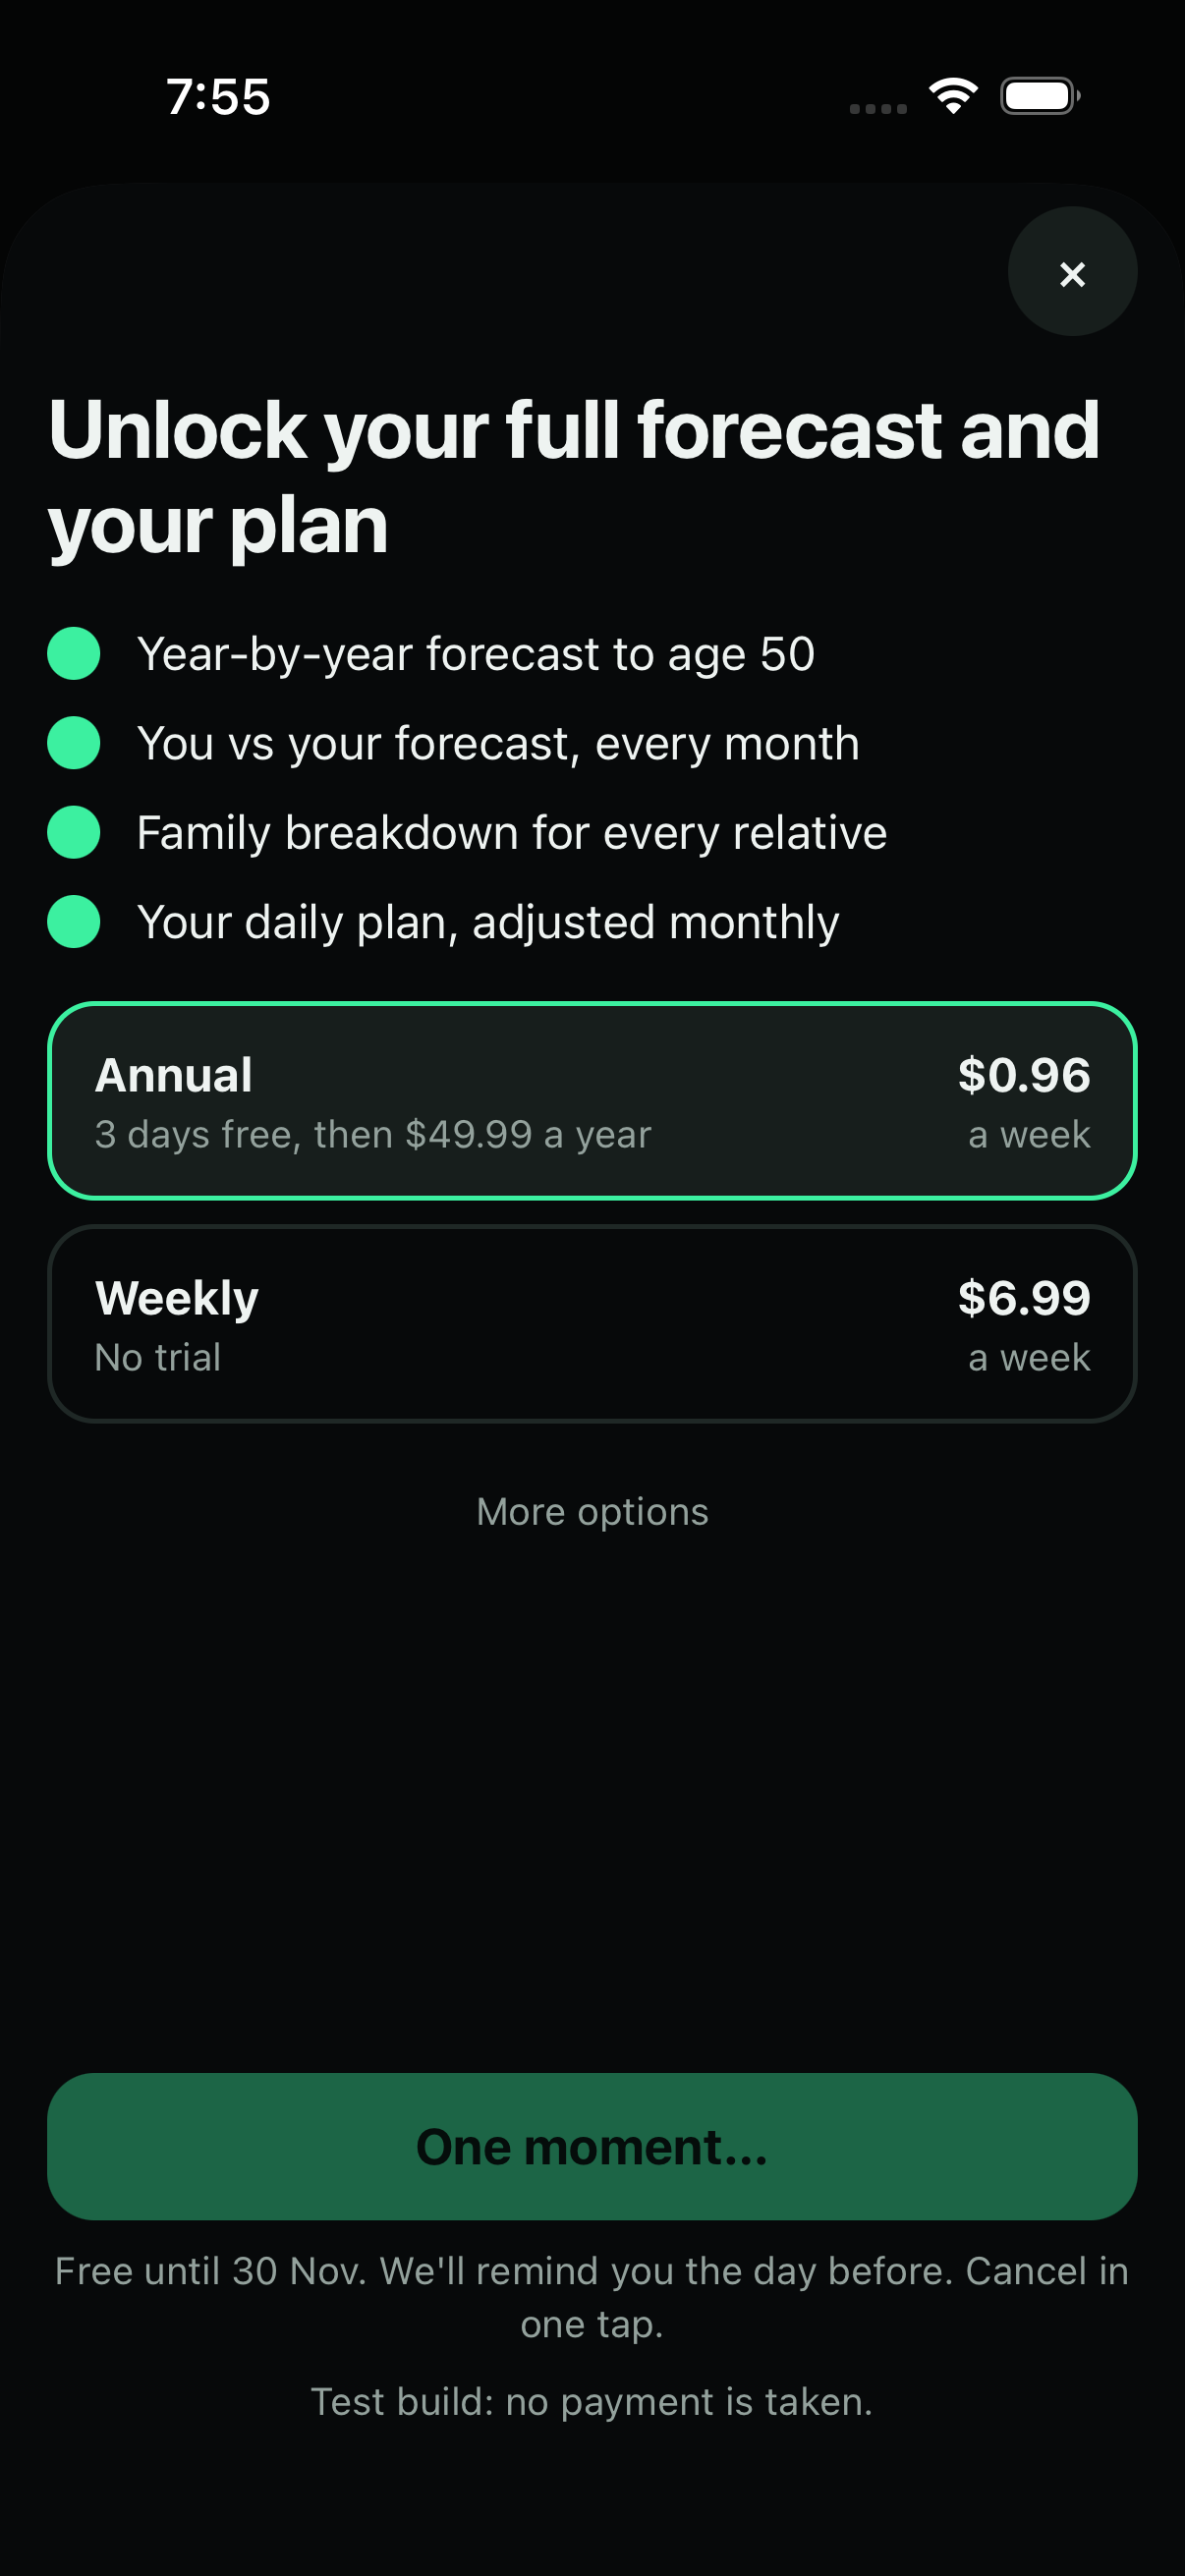 7:55
×
Unlock your full forecast and
your plan
Year-by-year forecast to age 50
You vs your forecast, every month
Family breakdown for every relative
Your daily plan, adjusted monthly
Annual
$0.96
3 days free, then $49.99 a year
a week
Weekly
$6.99
No trial
a week
More options
One moment...
Free until 30 Nov. We'll remind you the day before. Cancel in
one tap.
Test build: no payment is taken.